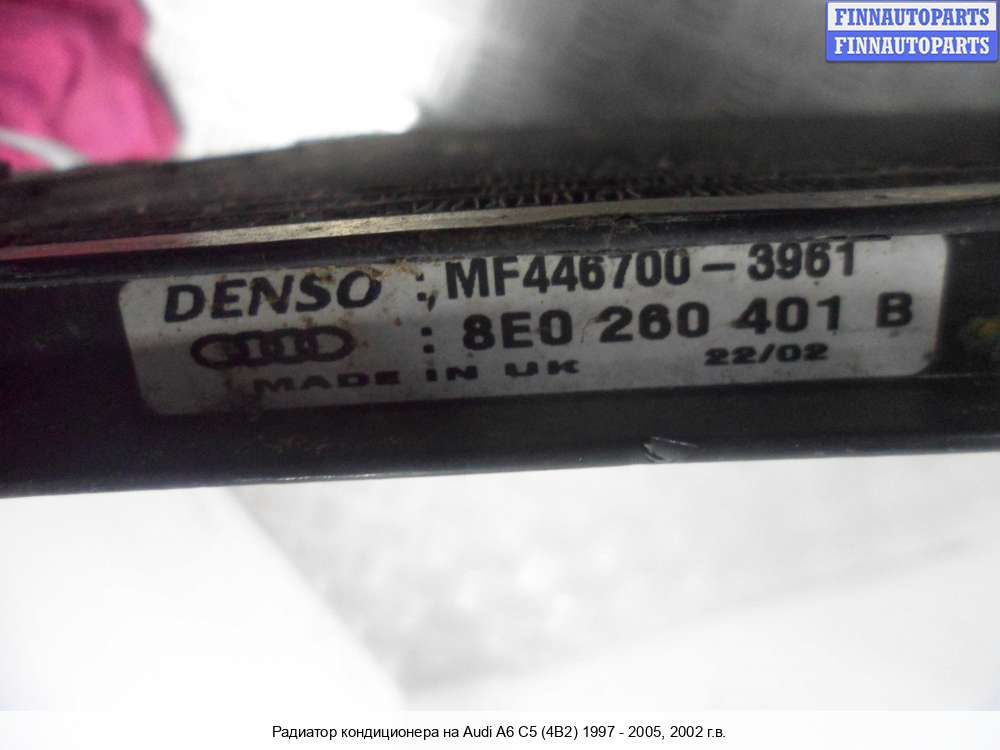 FINNAUTOPARTS
FINNAUTOPARTS
DENSO : MF446700-3961
: 8E0 260 401 B
MADE IN UK 22/02
Радиатор кондиционера на Audi A6 C5 (4B2) 1997 - 2005, 2002 г.в.